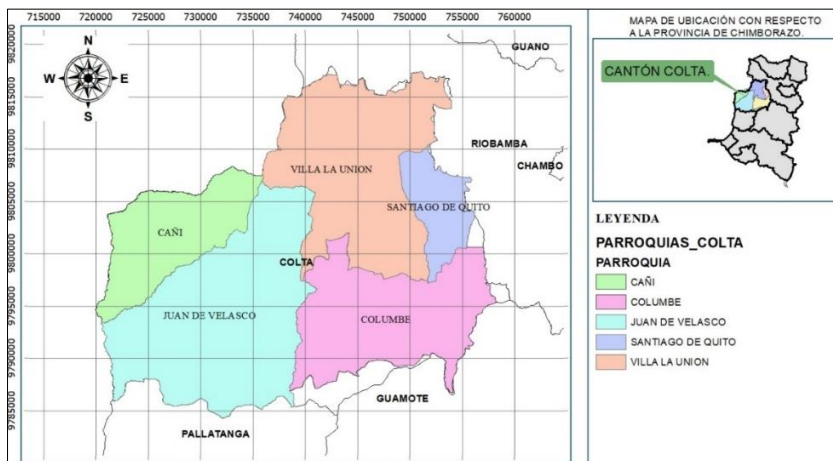 715000 720000 725000 730000 735000 740000 745000 750000 755000 760000
9820000
9815000
9810000
9805000
9800000
9795000
9790000
9785000
N
W E
S
GUANO
RIOBAMBA
CHAMBO
VILLA LA UNION
SANTIAGO DE QUITO
CAÑI
COLTA
JUAN DE VELASCO
COLUMBE
GUAMOTE
PALLATANGA
MAPA DE UBICACIÓN CON RESPECTO
A LA PROVINCIA DE CHIMBORAZO.
CANTÓN COLTA.
LEYENDA
PARROQUIAS_COLTA
PARROQUIA
CAÑI
COLUMBE
JUAN DE VELASCO
SANTIAGO DE QUITO
VILLA LA UNION